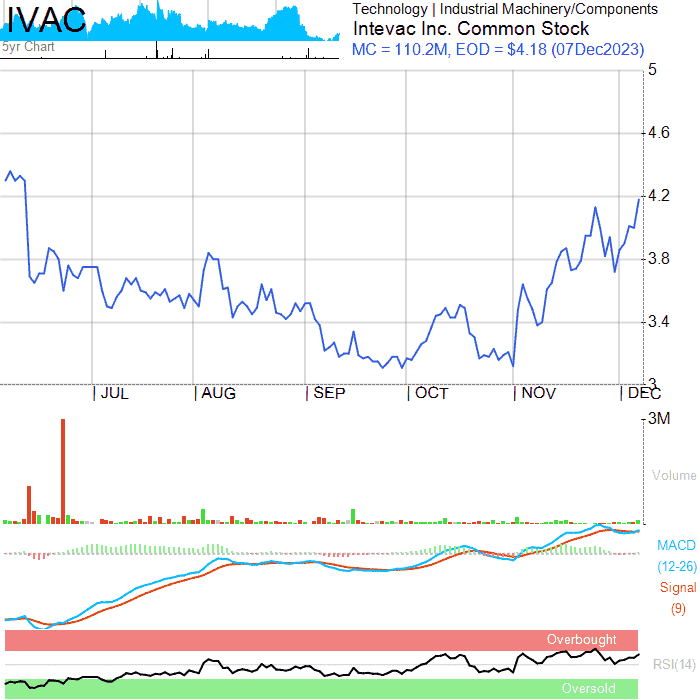 IVAC
5yr Chart
Technology | Industrial Machinery/Components
Intevac Inc. Common Stock
MC = 110.2M, EOD = $4.18 (07Dec2023)
5
4.6
4.2
3.8
3.4
3
JUL
AUG
SEP
OCT
NOV
DEC
3M
Volume
MACD
(12-26)
Signal
(9)
Overbought
RSI(14)
Oversold